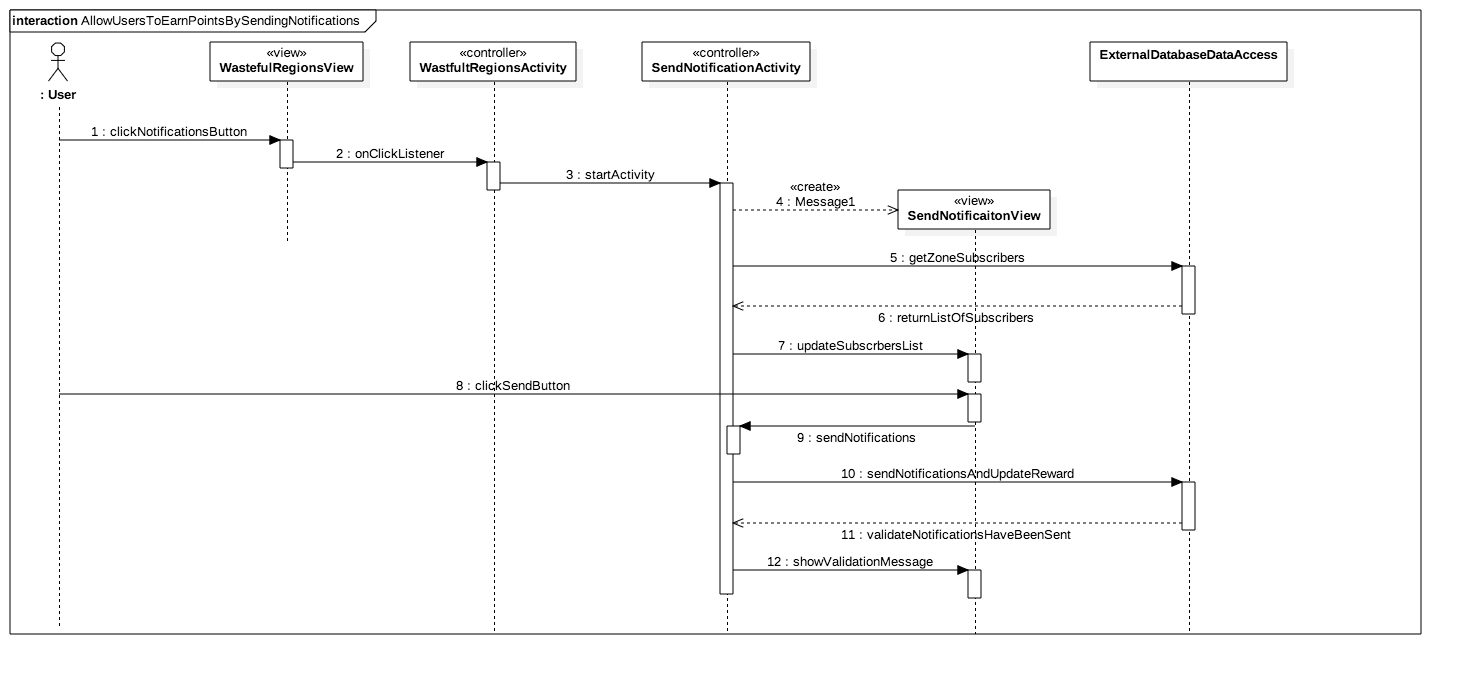 interaction AllowUsersToEarnPointsBySendingNotifications
: User
«view»
WastefulRegionsView
«controller»
WastfultRegionsActivity
«controller»
SendNotificationActivity
ExternalDatabaseDataAccess
1 : clickNotificationsButton
2 : onClickListener
3 : startActivity
«create»
4 : Message1
«view»
SendNotificaitonView
5 : getZoneSubscribers
6 : returnListOfSubscribers
7 : updateSubscrbersList
8 : clickSendButton
9 : sendNotifications
10 : sendNotificationsAndUpdateReward
11 : validateNotificationsHaveBeenSent
12 : showValidationMessage